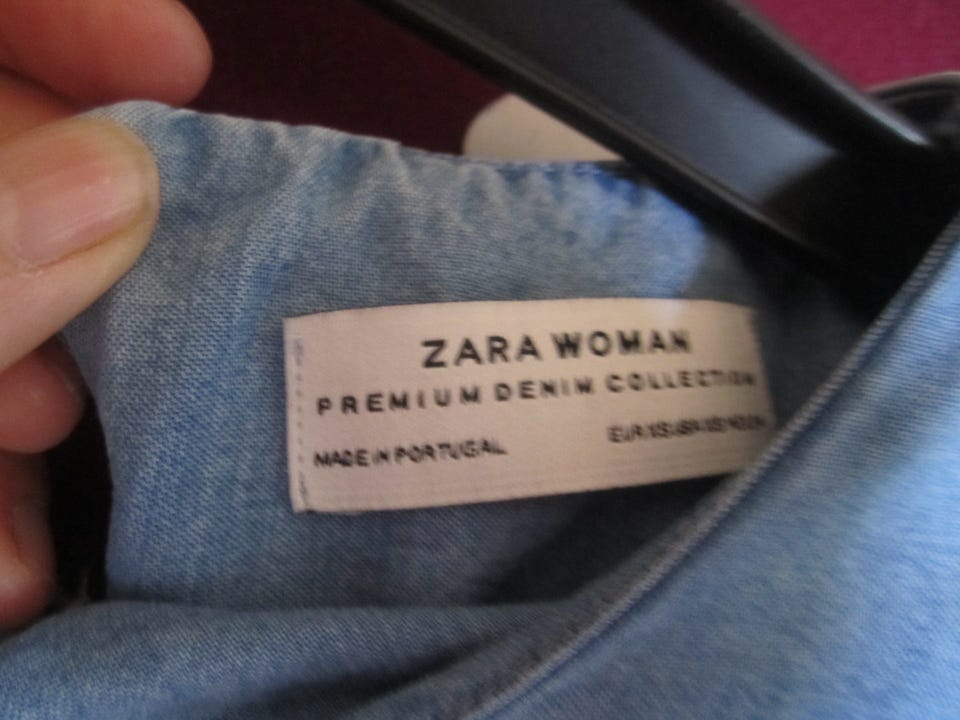 ZARA WOMAN
PREMIUM DENIM COLLECTION
MADE IN PORTUGAL